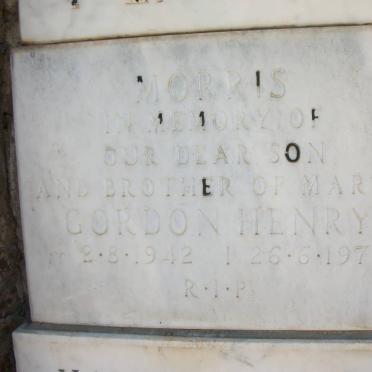 MORRIS
IN MEMORY OF
OUR DEAR SON
AND BROTHER OF MAR
GORDON HENRY
2·8·1942 26·6·197
R·I·P·